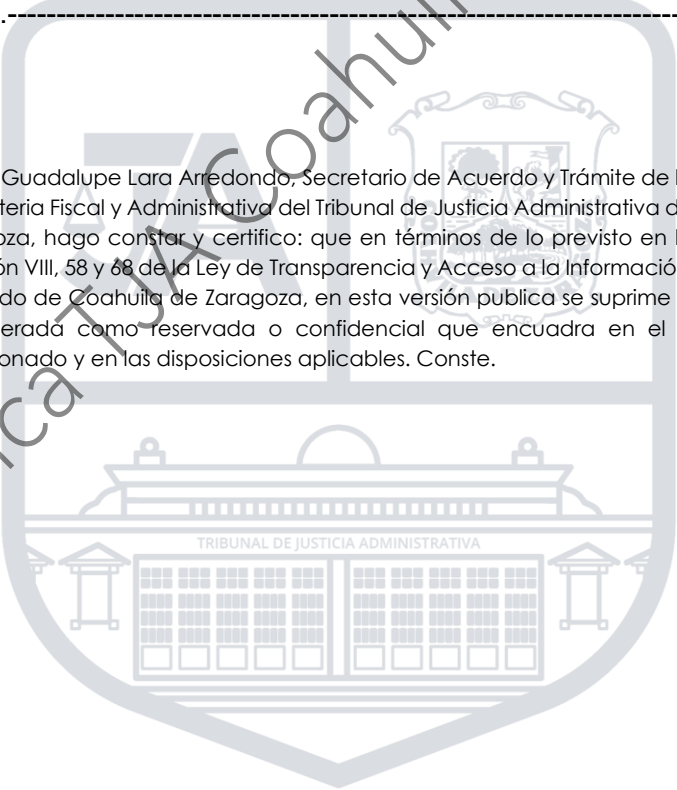 .-------------------------------------------------------------------
Guadalupe Lara Arredondo, Secretario de Acuerdo y Trámite de
teria Fiscal y Administrativa del Tribunal de Justicia Administrativa
oza, hago constar y certifico: que en términos de lo previsto en
ón VIII, 58 y 68 de la Ley de Transparencia y Acceso a la Informació
do de Coahuila de Zaragoza, en esta versión publica se suprime
erada como reservada o confidencial que encuadra en el
onado y en las disposiciones aplicables. Conste.
ica TJA Coahui
TRIBUNAL DE JUSTICIA ADMINISTRATIVA